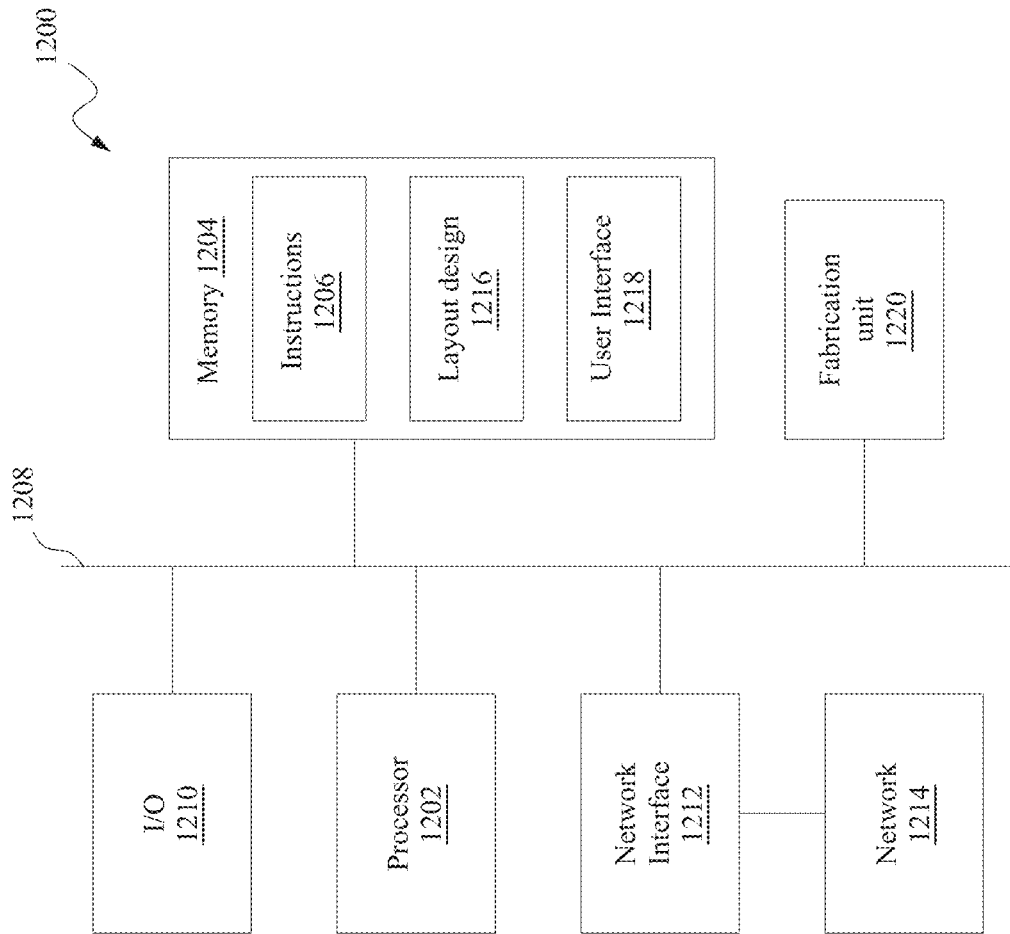 1200
1208
I/O
1210
Processor
1202
Network
Interface
1212
Network
1214
Memory 1204
Instructions
1206
Layout design
1216
User Interface
1218
Fabrication
unit
1220